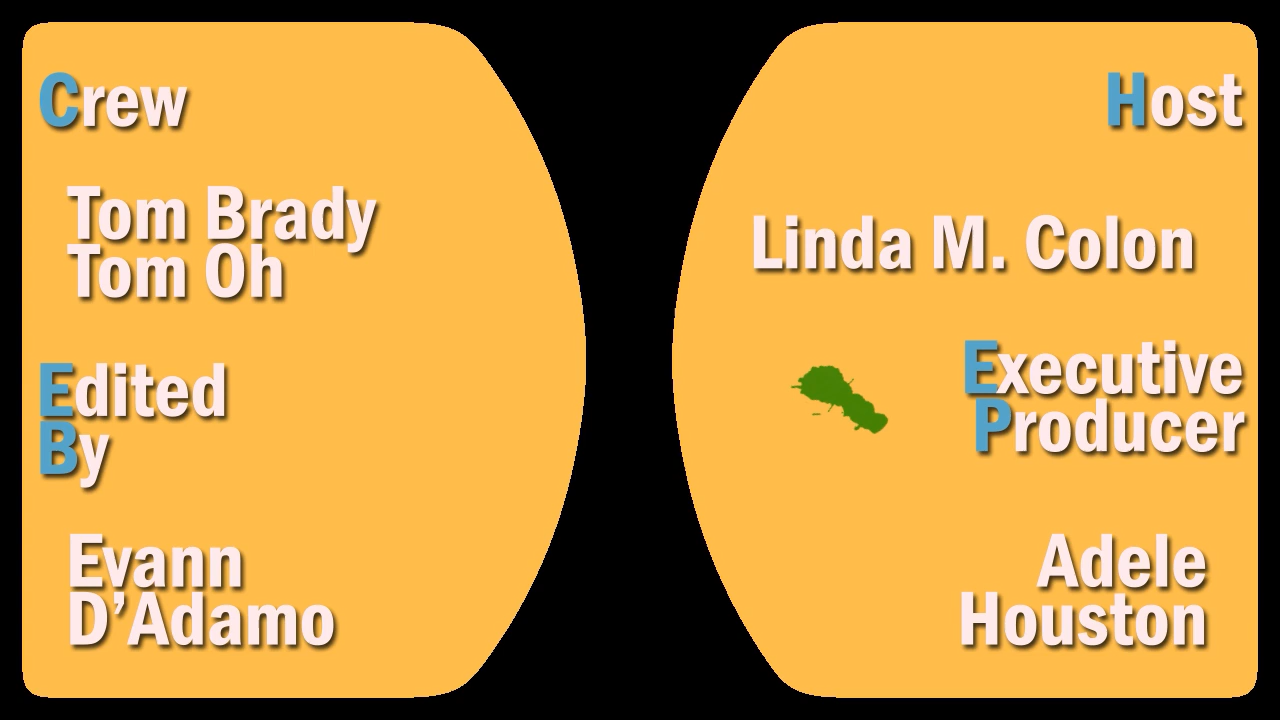 Crew
Tom Brady
Tom Oh
Edited
By
Evann
D’Adamo
Host
Linda M. Colon
Executive
Producer
Adele
Houston